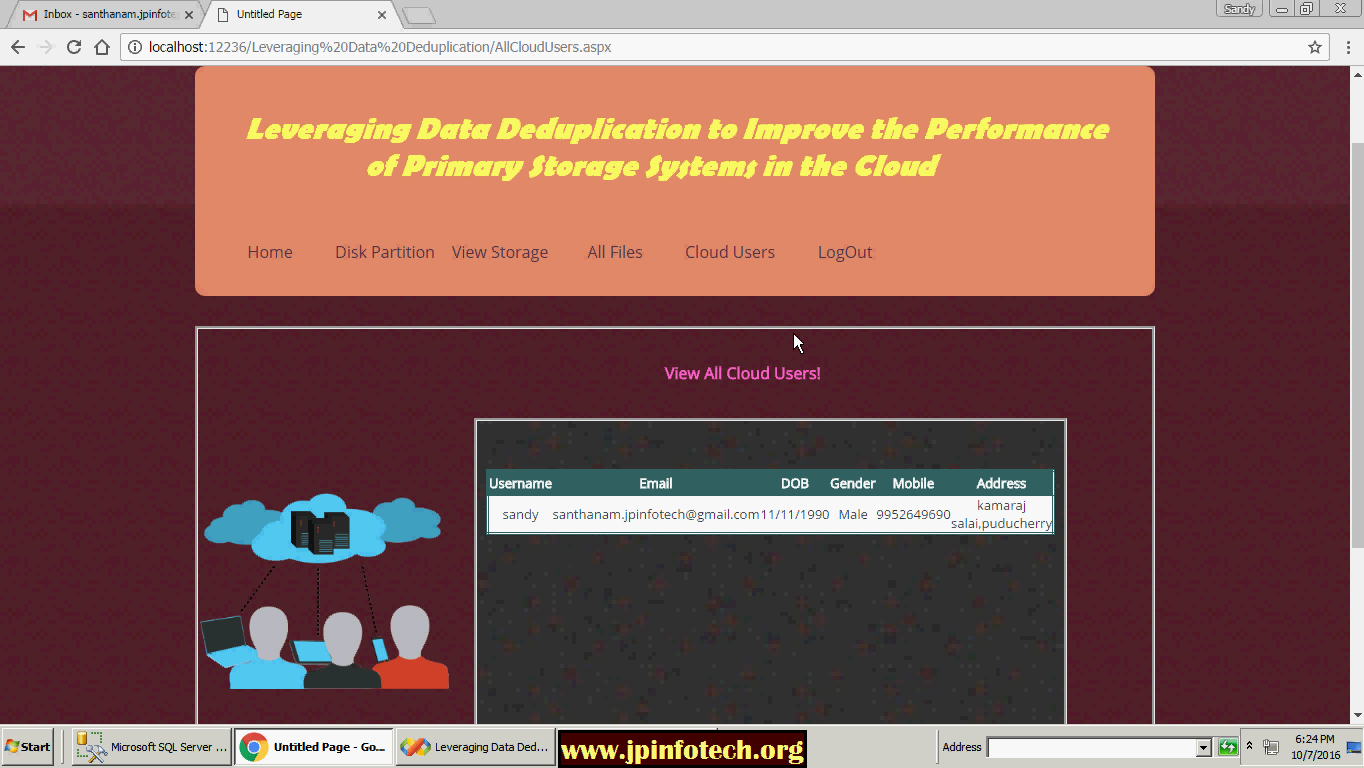 Inbox - santhanam.jpinfote
Untitled Page
Sandy
localhost:12236/Leveraging%20Data%20Deduplication/AllCloudUsers.aspx
Leveraging Data Deduplication to Improve the Performance
of Primary Storage Systems in the Cloud
Home Disk Partition View Storage All Files Cloud Users LogOut
View All Cloud Users!
Username Email DOB Gender Mobile Address
sandy santhanam.jpinfotech@gmail.com 11/11/1990 Male 9952649690 kamaraj
salai,puducherry
Start
Microsoft SQL Server ...
Untitled Page - Go...
Leveraging Data Ded...
www.jpinfotech.org
Address
6:24 PM
10/7/2016